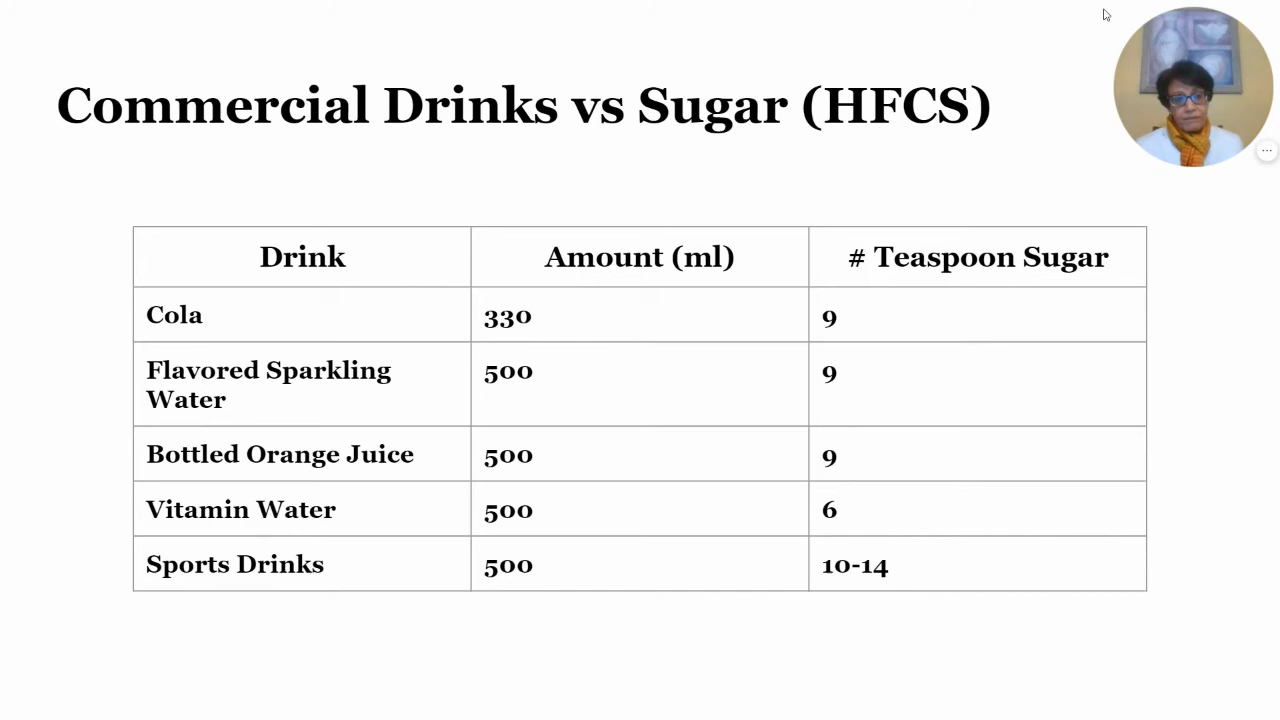 Commercial Drinks vs Sugar (HFCS)
Drink Amount (ml) # Teaspoon Sugar
Cola 330 9
Flavored Sparkling 500 9
Water
Bottled Orange Juice 500 9
Vitamin Water 500 6
Sports Drinks 500 10-14